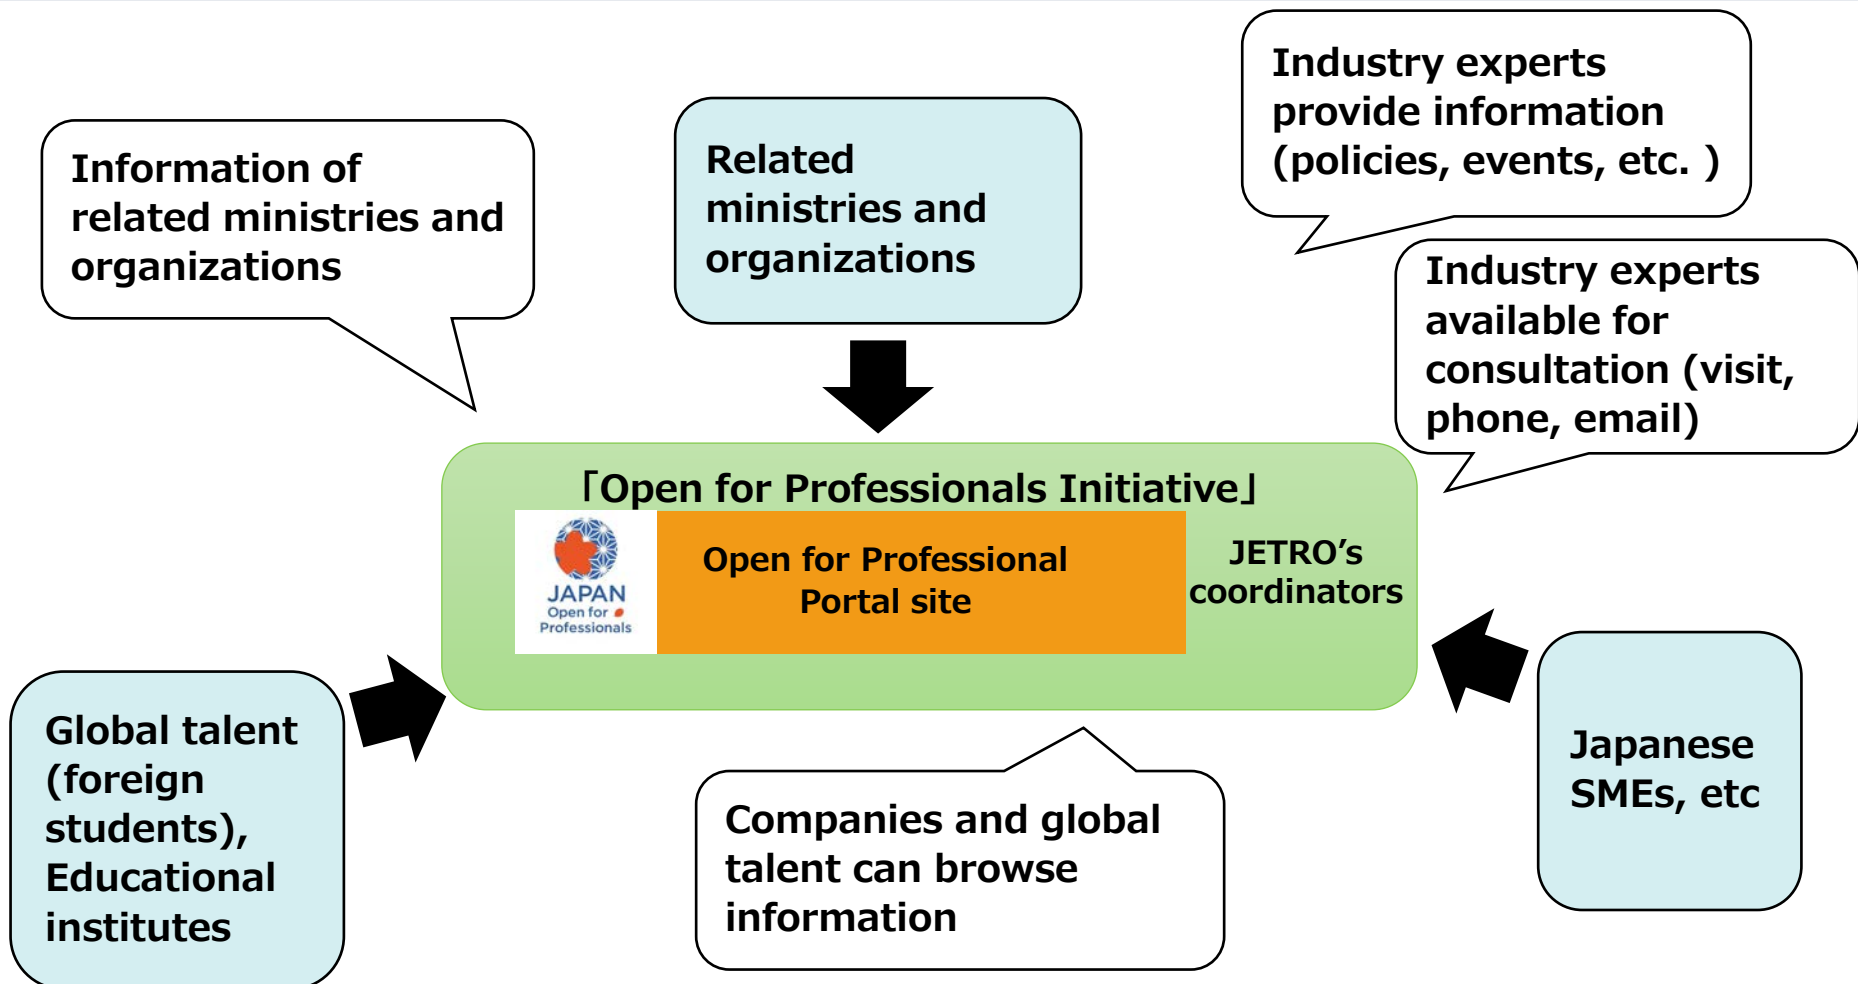 Information of
related ministries and
organizations
Related
ministries and
organizations
Industry experts
provide information
(policies, events, etc. )
Industry experts
available for
consultation (visit,
phone, email)
「Open for Professionals Initiative」
JAPAN
Open for
Professionals
Open for Professional
Portal site
JETRO’s
coordinators
Global talent
(foreign
students),
Educational
institutes
Companies and global
talent can browse
information
Japanese
SMEs, etc